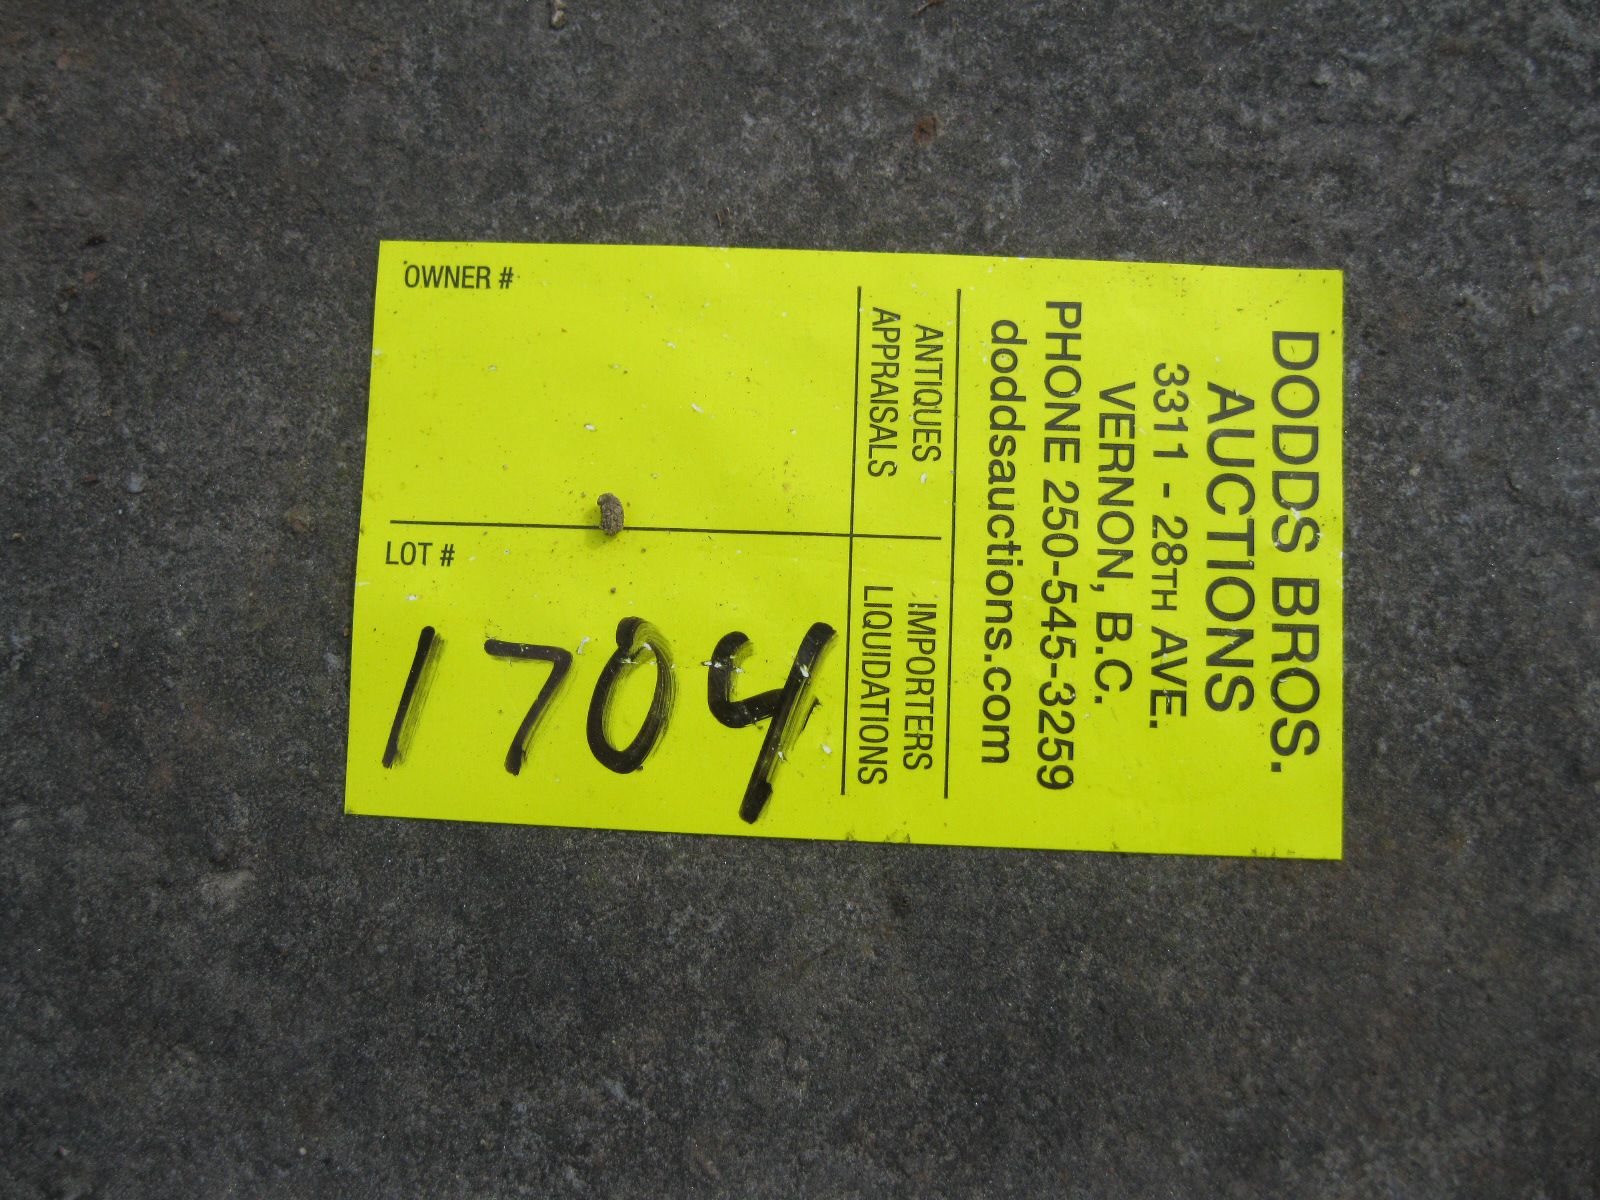 DODDS BROS.
AUCTIONS
3311 - 28TH AVE.
VERNON, B.C.
PHONE 250-545-3259
doddsauctions.com
ANTIQUES
APPRAISALS
IMPORTERS
LIQUIDATIONS
OWNER #
LOT #
1704